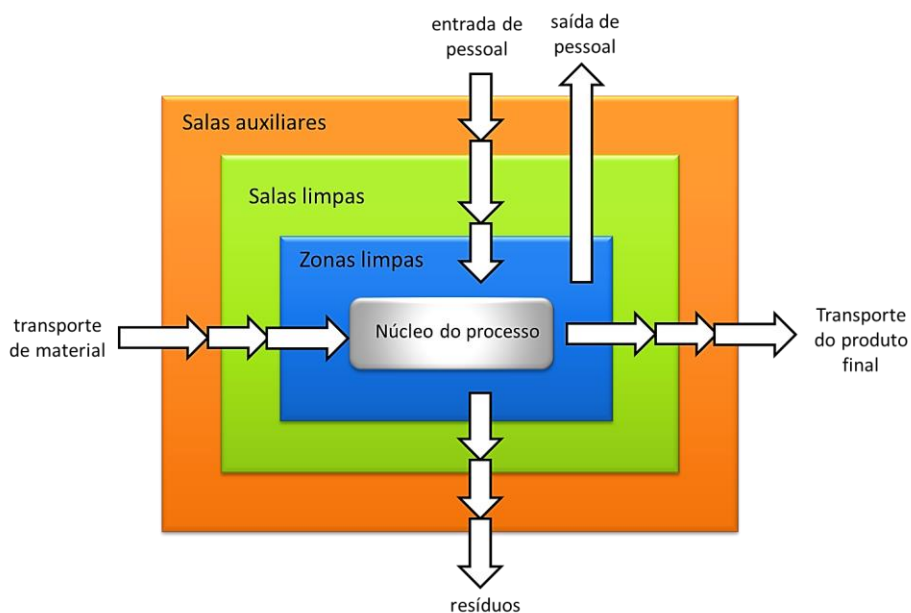 entrada de
pessoal
saída de
pessoal
Salas auxiliares
Salas limpas
Zonas limpas
Núcleo do processo
transporte
de material
Transporte
do produto
final
resíduos